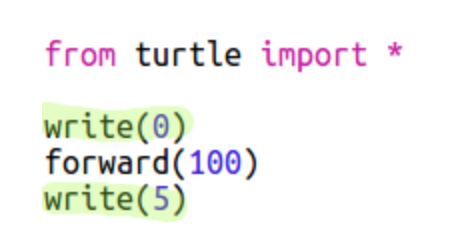 from turtle import *
write(0)
forward(100)
write(5)